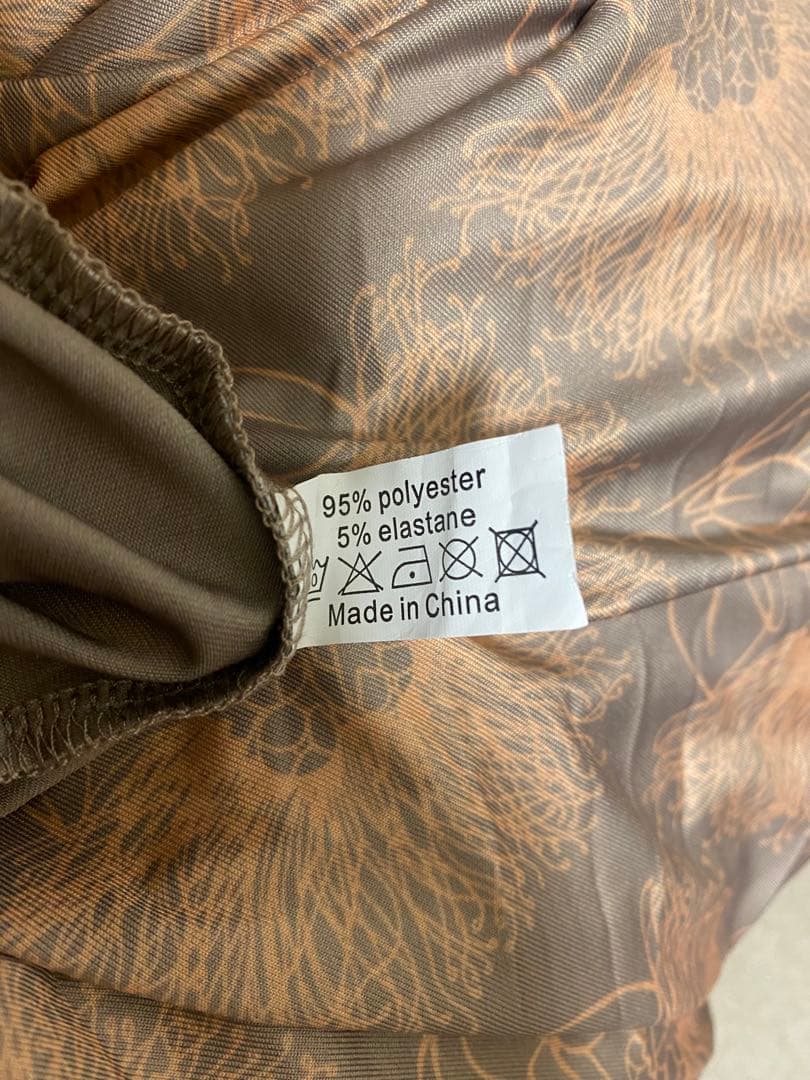 95% polyester
5% elastane
Made in China